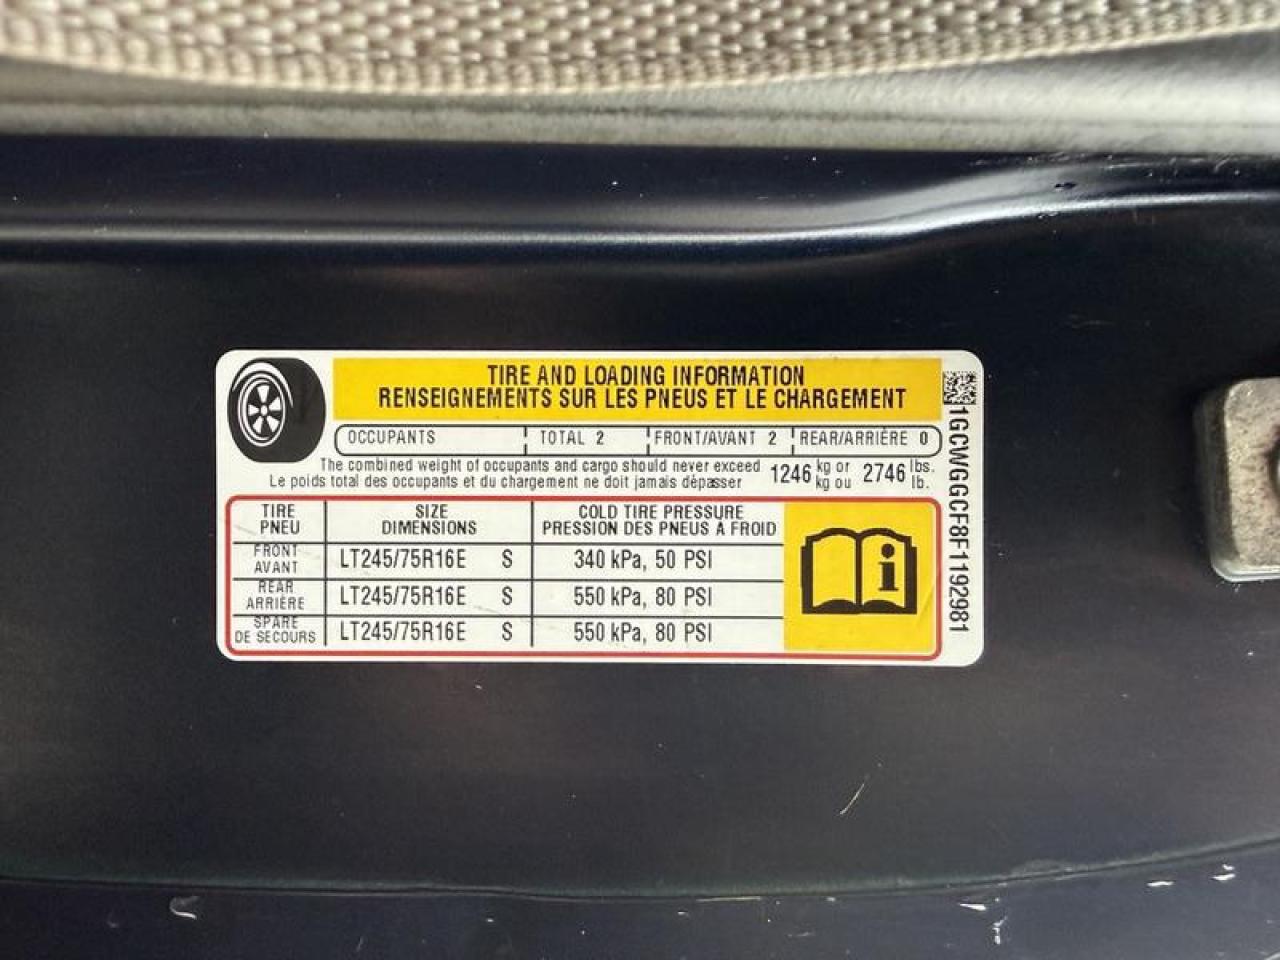 TIRE AND LOADING INFORMATION
RENSEIGNEMENTS SUR LES PNEUS ET LE CHARGEMENT
OCCUPANTS TOTAL 2 FRONT/AVANT 2 REAR/ARRIÈRE 0
The combined weight of occupants and cargo should never exceed 1246 kg or 2746 lbs.
Le poids total des occupants et du chargement ne doit jamais dépasser kg ou lb.
TIRE SIZE COLD TIRE PRESSURE
PNEU DIMENSIONS PRESSION DES PNEUS À FROID
FRONT
AVANT LT245/75R16E S 340 kPa, 50 PSI
REAR
ARRIÈRE LT245/75R16E S 550 kPa, 80 PSI
SPARE
DE SECOURS LT245/75R16E S 550 kPa, 80 PSI
1GCWGGCF8F1192981